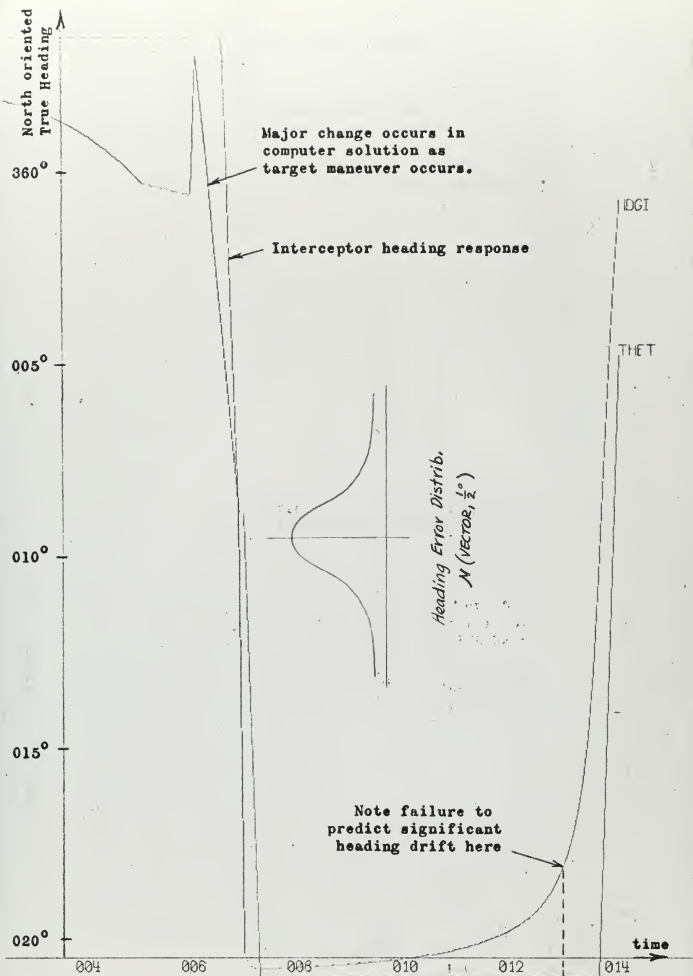 North oriented
True Heading
Major change occurs in
computer solution as
target maneuver occurs.
360°
IDGI
Interceptor heading response
005°
THET
Heading Error Distrib.
N (VECTOR, ½°)
010°
015°
Note failure to
predict significant
heading drift here
020°
time
004 006 008 010 012 014